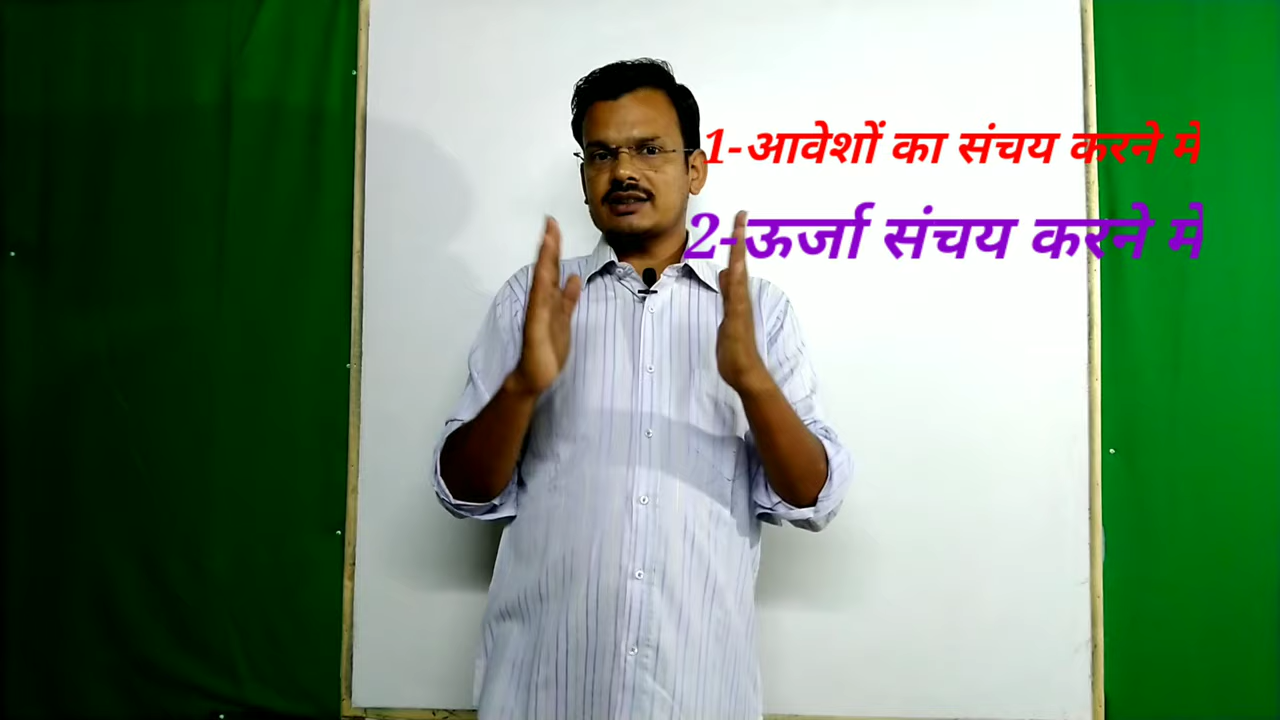 1-आवेशों का संचय करने मे
2-ऊर्जा संचय करने मे